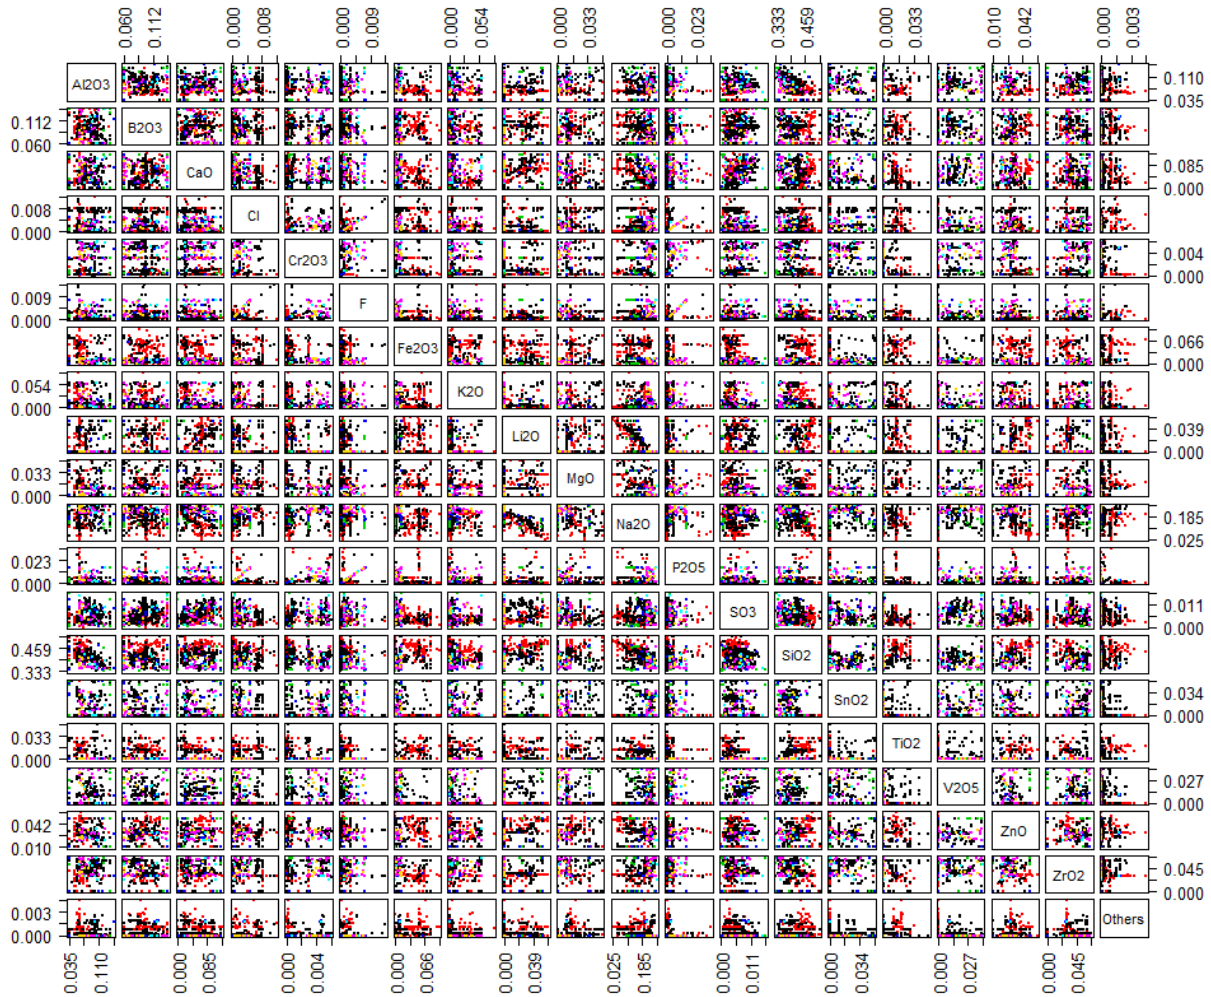 0.060 0.112 0.000 0.008 0.000 0.009 0.000 0.054 0.000 0.033 0.000 0.023 0.333 0.459 0.000 0.033 0.010 0.042 0.000 0.003
Al2O3 0.110
0.035
0.112 B2O3
0.060
CaO 0.085
0.000
0.008 Cl
0.000
Cr2O3 0.004
0.000
0.009 F
0.000
Fe2O3 0.066
0.000
0.054 K2O
0.000
Li2O 0.039
0.000
0.033 MgO
0.000
Na2O 0.185
0.025
0.023 P2O5
0.000
SO3 0.011
0.000
0.459 SiO2
0.333
SnO2 0.034
0.000
0.033 TiO2
0.000
V2O5 0.027
0.000
0.042 ZnO
0.010
ZrO2 0.045
0.000
0.003 Others
0.000
0.035 0.110 0.000 0.085 0.000 0.004 0.000 0.066 0.000 0.039 0.025 0.185 0.000 0.011 0.000 0.034 0.000 0.027 0.000 0.045